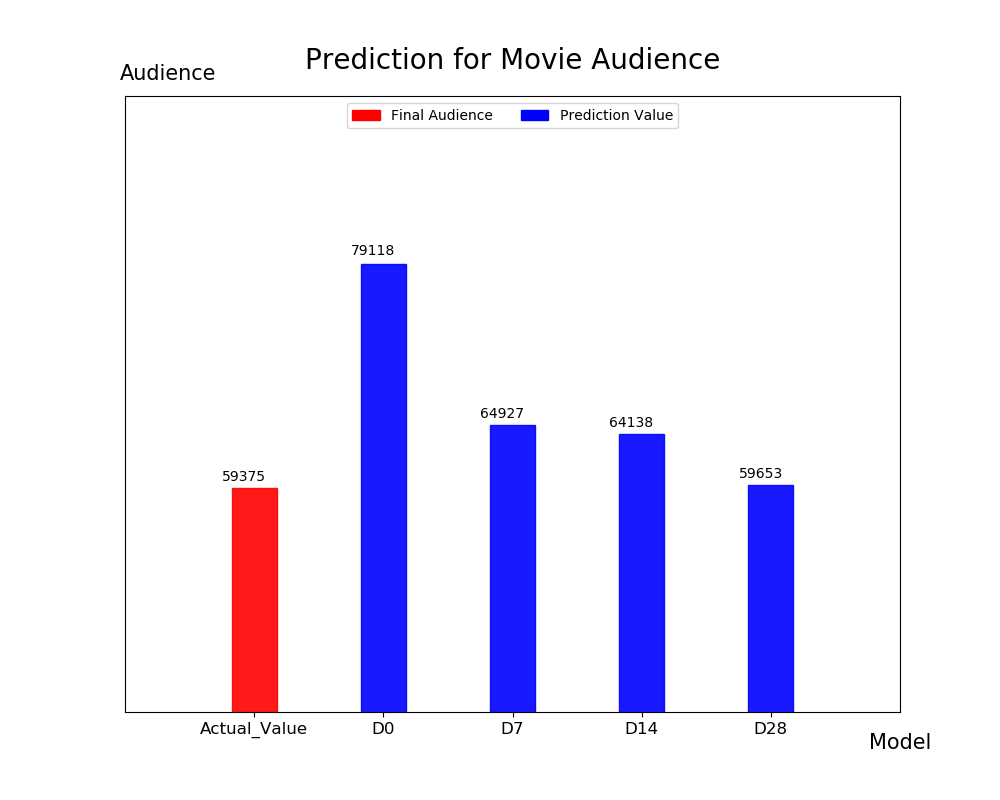 Prediction for Movie Audience
Audience
Final Audience
Prediction Value
79118
64927
64138
59375
59653
Actual_Value
D0
D7
D14
D28
Model